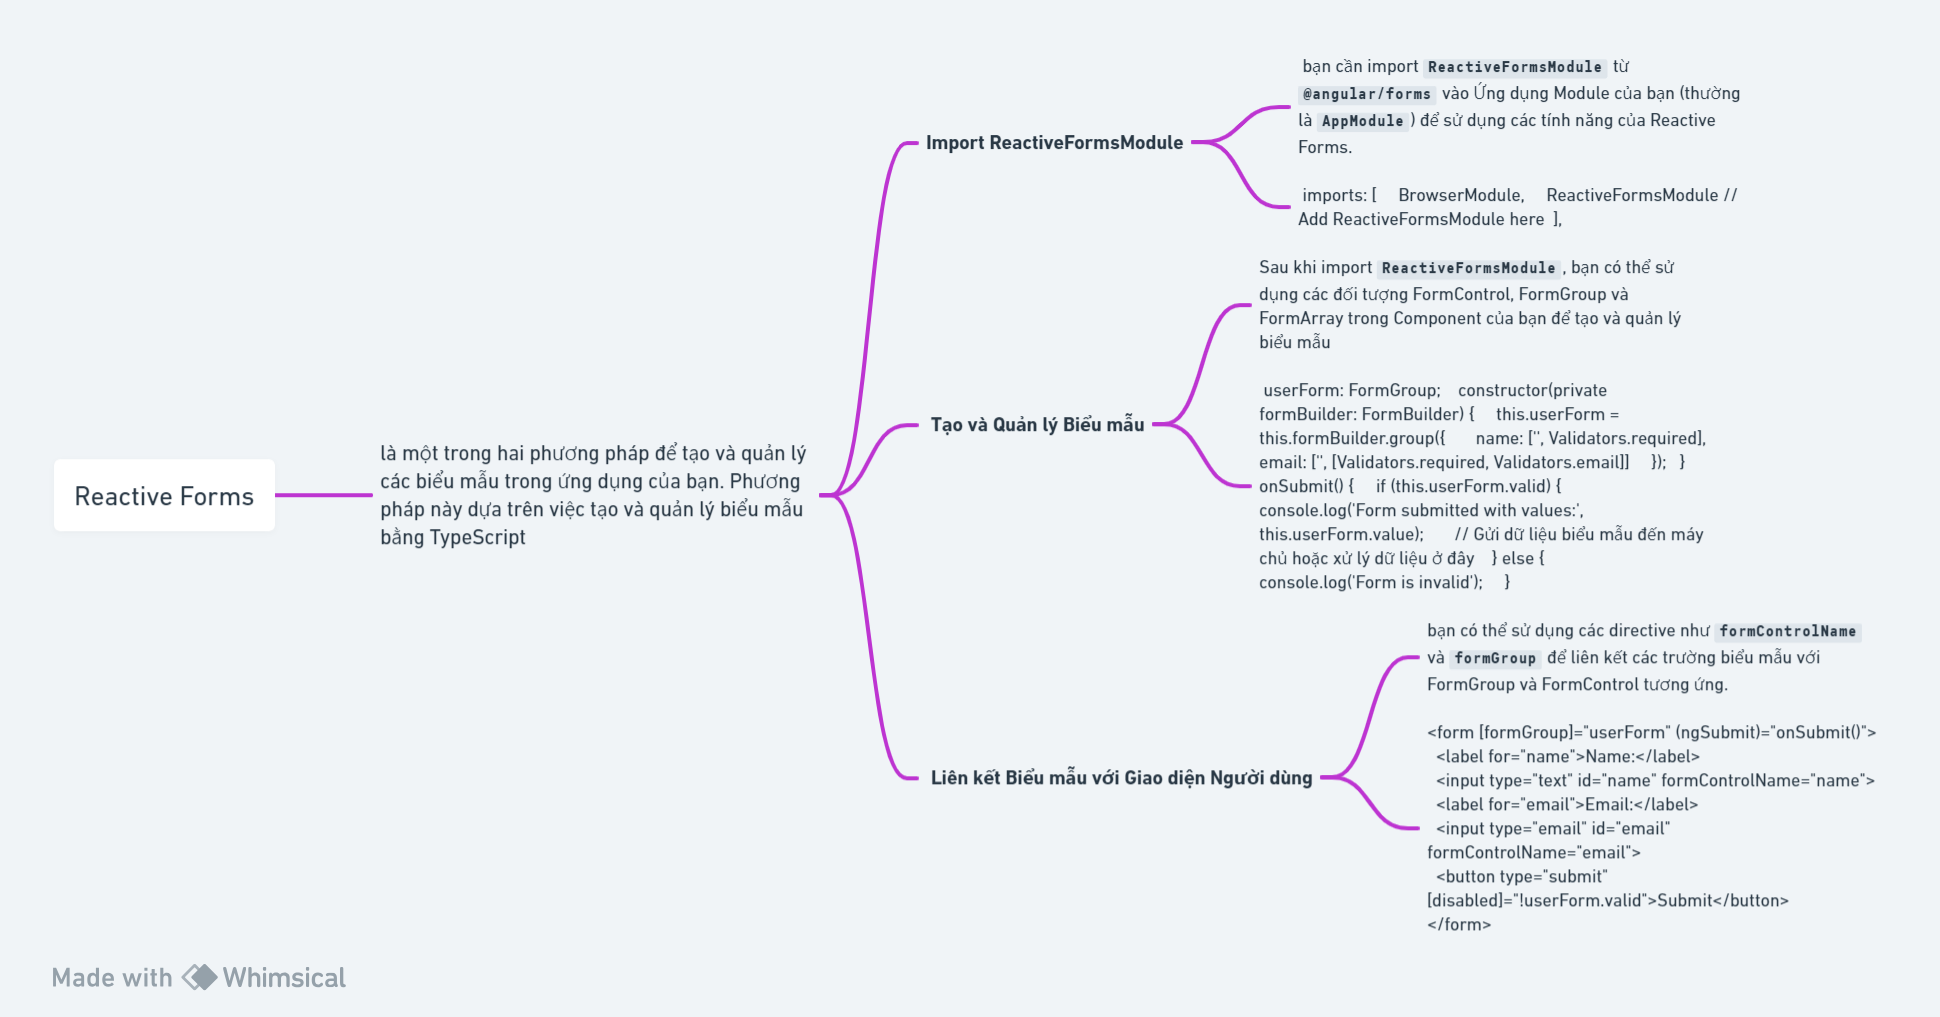 Reactive Forms
là một trong hai phương pháp để tạo và quản lý
các biểu mẫu trong ứng dụng của bạn. Phương
pháp này dựa trên việc tạo và quản lý biểu mẫu
bằng TypeScript
Import ReactiveFormsModule
bạn cần import ReactiveFormsModule từ
@angular/forms vào Ứng dụng Module của bạn (thường
là AppModule) để sử dụng các tính năng của Reactive
Forms.
imports: [     BrowserModule,     ReactiveFormsModule //
Add ReactiveFormsModule here  ],
Tạo và Quản lý Biểu mẫu
Sau khi import ReactiveFormsModule, bạn có thể sử
dụng các đối tượng FormControl, FormGroup và
FormArray trong Component của bạn để tạo và quản lý
biểu mẫu
userForm: FormGroup;    constructor(private
formBuilder: FormBuilder) {     this.userForm =
this.formBuilder.group({       name: ['', Validators.required],
email: ['', [Validators.required, Validators.email]]     });   }
onSubmit() {     if (this.userForm.valid) {
console.log('Form submitted with values:',
this.userForm.value);       // Gửi dữ liệu biểu mẫu đến máy
chủ hoặc xử lý dữ liệu ở đây    } else {
console.log('Form is invalid');     }
Liên kết Biểu mẫu với Giao diện Người dùng
bạn có thể sử dụng các directive như formControlName
và formGroup để liên kết các trường biểu mẫu với
FormGroup và FormControl tương ứng.
<form [formGroup]="userForm" (ngSubmit)="onSubmit()">
<label for="name">Name:</label>
<input type="text" id="name" formControlName="name">
<label for="email">Email:</label>
<input type="email" id="email"
formControlName="email">
<button type="submit"
[disabled]="!userForm.valid">Submit</button>
</form>
Made with Whimsical